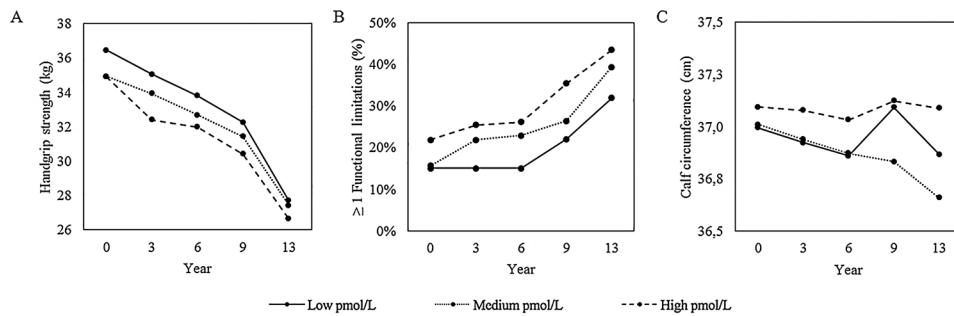 A
Handgrip strength (kg)
38
36
34
32
30
28
26
0 3 6 9 13
Year
B
≥ 1 Functional limitations (%)
50%
40%
30%
20%
10%
0%
0 3 6 9 13
Year
C
Calf circumference (cm)
37,5
37,3
37,0
36,8
36,5
0 3 6 9 13
Year
Low pmol/L Medium pmol/L High pmol/L